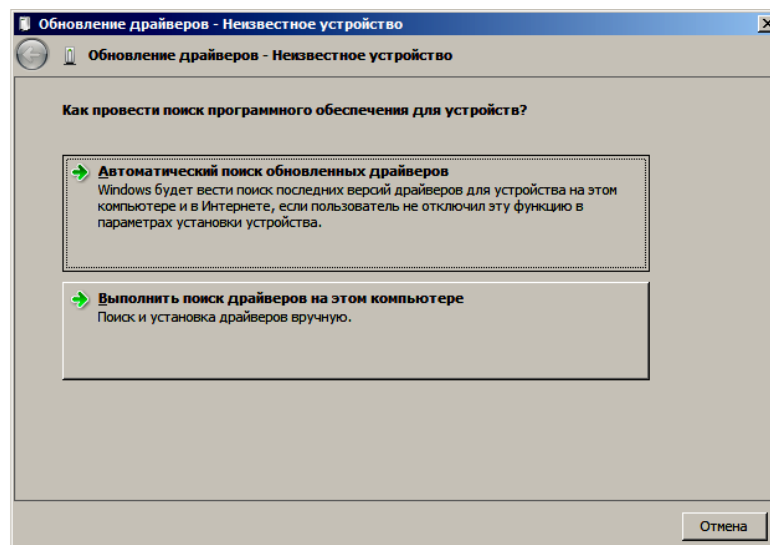 Обновление драйверов - Неизвестное устройство
Обновление драйверов - Неизвестное устройство
Как провести поиск программного обеспечения для устройств?
Автоматический поиск обновленных драйверов
Windows будет вести поиск последних версий драйверов для устройства на этом
компьютере и в Интернете, если пользователь не отключил эту функцию в
параметрах установки устройства.
Выполнить поиск драйверов на этом компьютере
Поиск и установка драйверов вручную.
Отмена